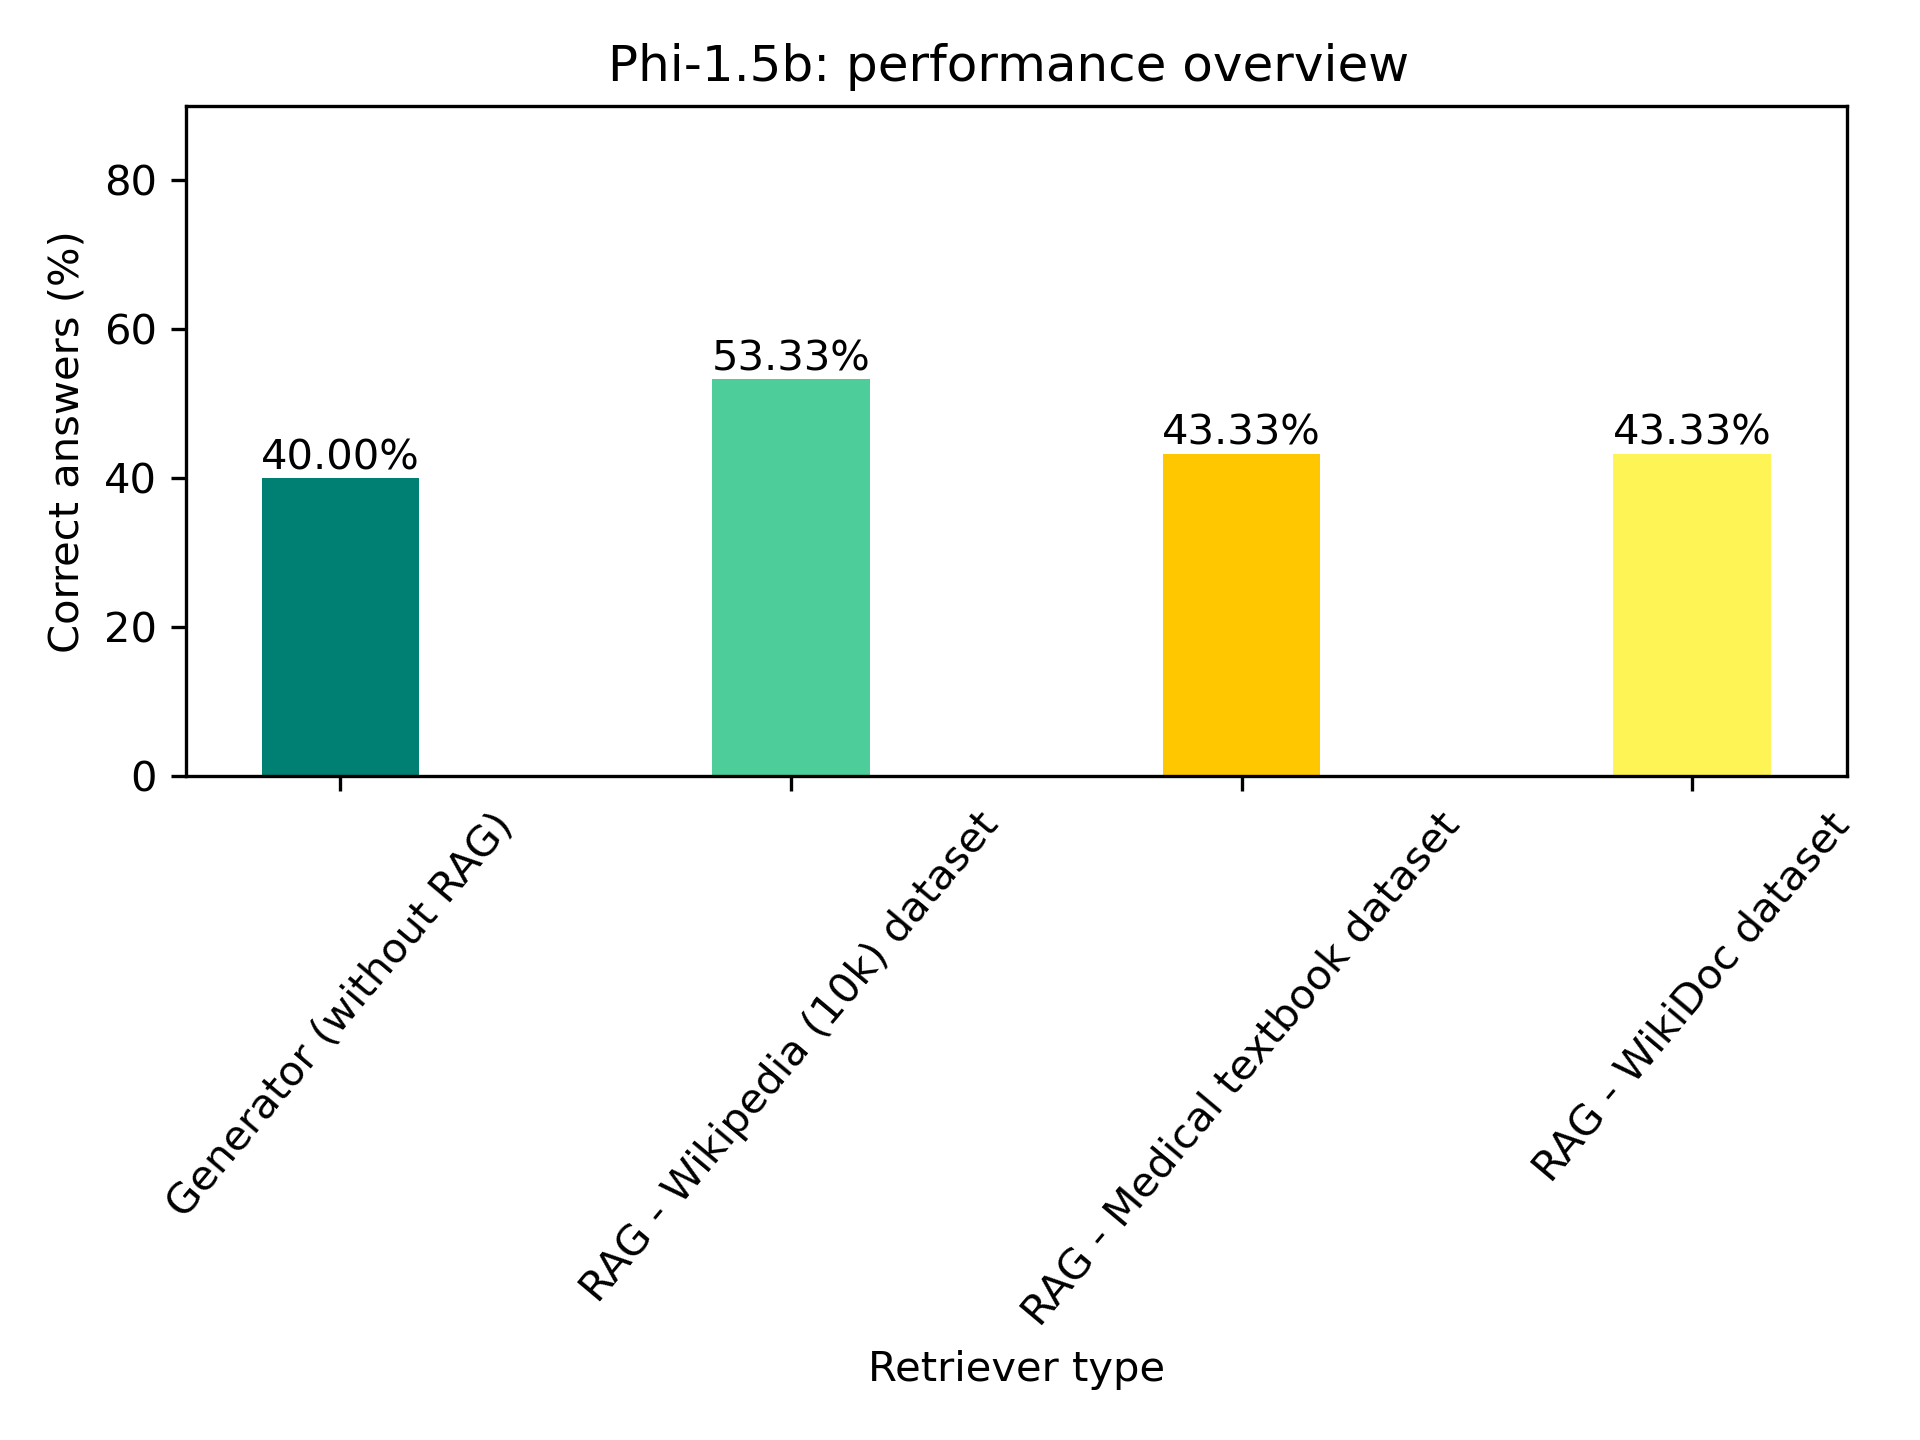 Phi-1.5b: performance overview
Correct answers (%)
80
60
40
20
0
40.00%
53.33%
43.33%
43.33%
Generator (without RAG)
RAG - Wikipedia (10k) dataset
RAG - Medical textbook dataset
RAG - WikiDoc dataset
Retriever type